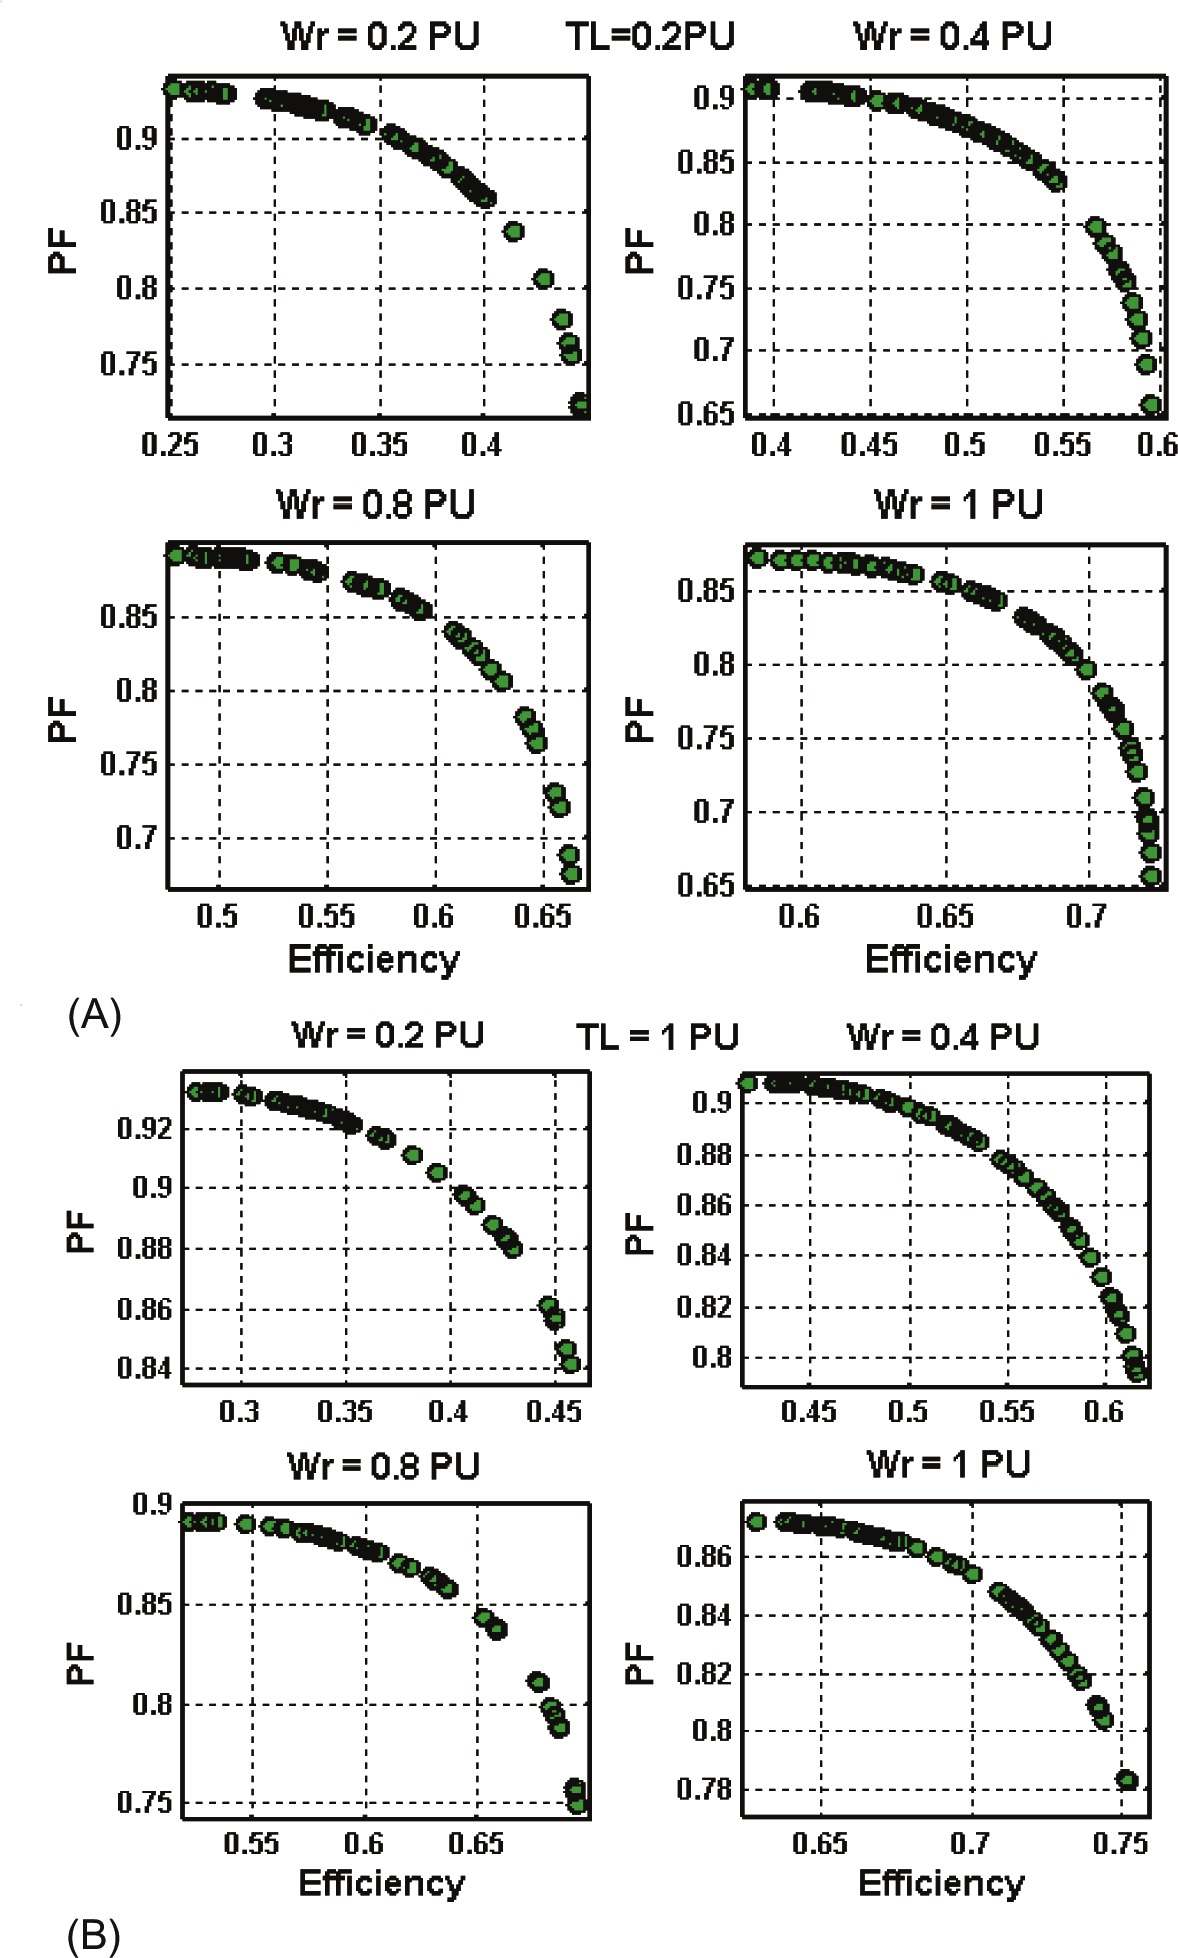 Wr = 0.2 PU TL=0.2PU Wr = 0.4 PU
PF
0.9
0.85
0.8
0.75
0.25 0.3 0.35 0.4
PF
0.9
0.85
0.8
0.75
0.7
0.65
0.4 0.45 0.5 0.55 0.6
Wr = 0.8 PU Wr = 1 PU
PF
0.85
0.8
0.75
0.7
0.5 0.55 0.6 0.65
Efficiency
PF
0.85
0.8
0.75
0.7
0.65
0.6 0.65 0.7
Efficiency
(A)
Wr = 0.2 PU TL = 1 PU Wr = 0.4 PU
PF
0.92
0.9
0.88
0.86
0.84
0.3 0.35 0.4 0.45
PF
0.9
0.88
0.86
0.84
0.82
0.8
0.45 0.5 0.55 0.6
Wr = 0.8 PU Wr = 1 PU
PF
0.9
0.85
0.8
0.75
0.55 0.6 0.65
Efficiency
PF
0.86
0.84
0.82
0.8
0.78
0.65 0.7 0.75
Efficiency
(B)